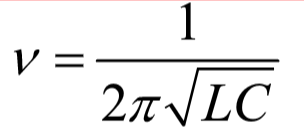 ν = 1 / (2π√(LC))